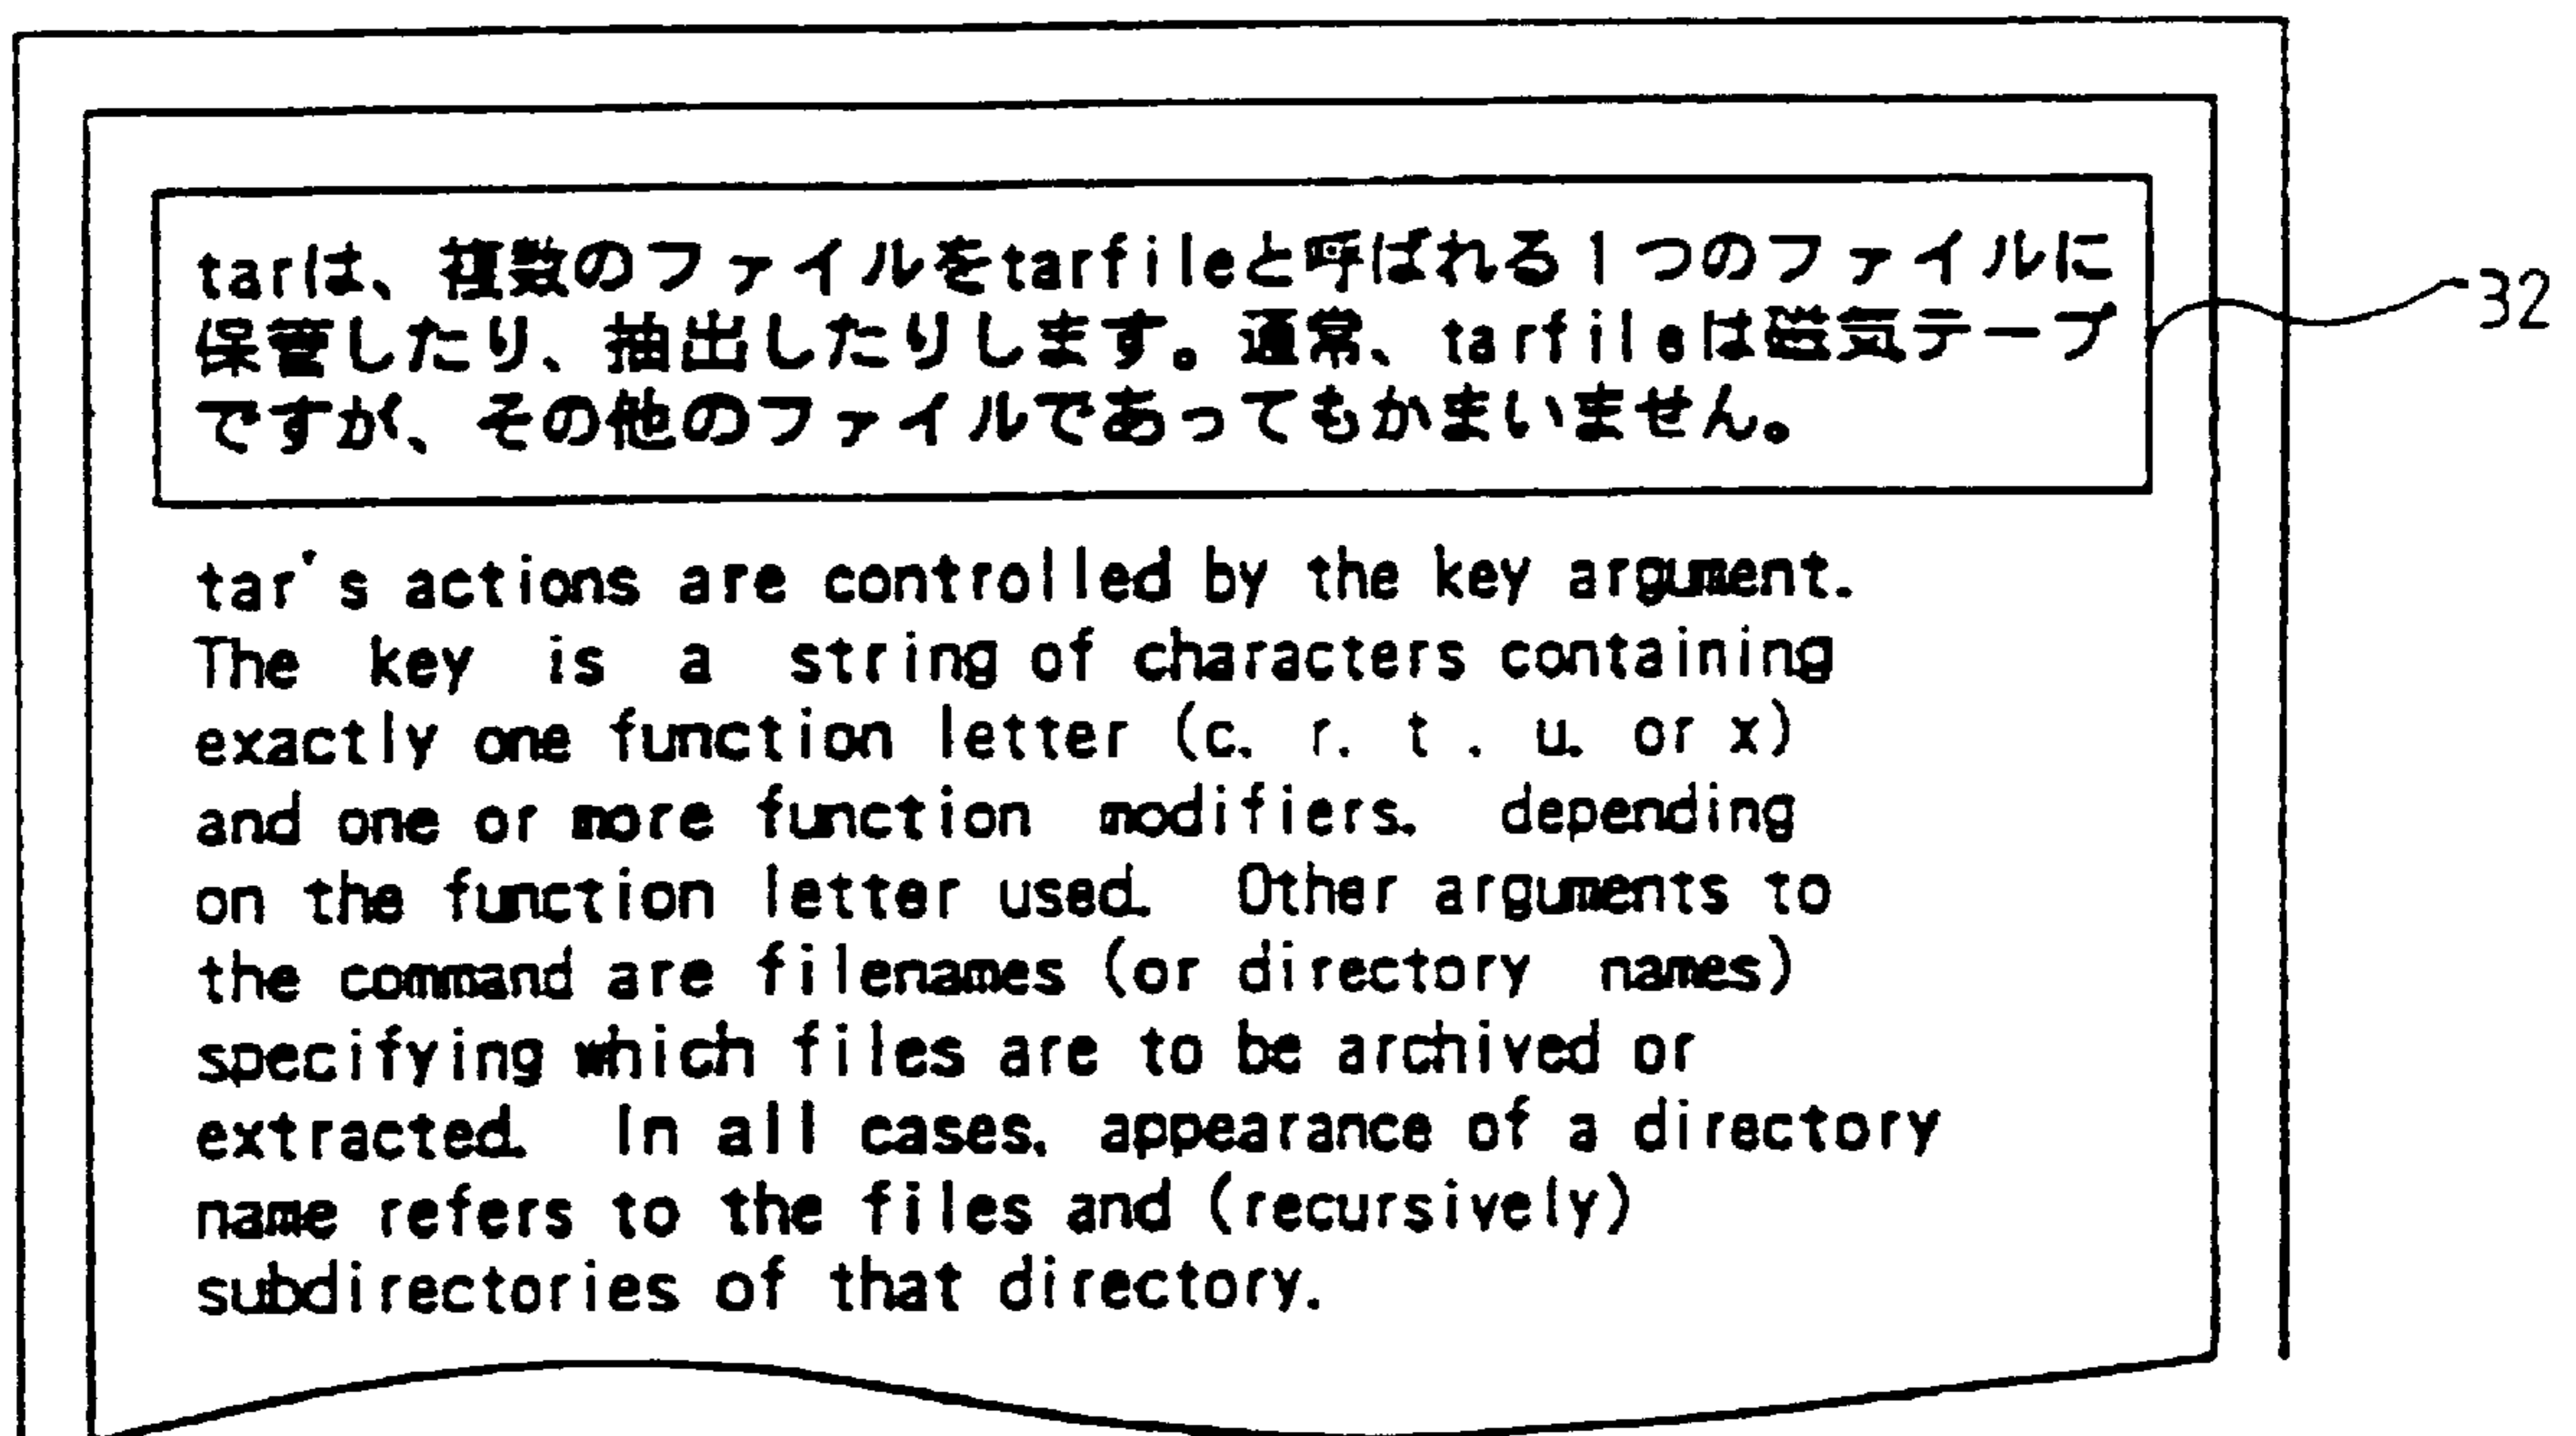 tarは、複数のファイルをtarfileと呼ばれる1つのファイルに
保管したり、抽出したりします。通常、tarfileは磁気テープ
ですが、その他のファイルであってもかまいません。
32
tar's actions are controlled by the key argument.
The key is a string of characters containing
exactly one function letter (c. r. t . u. or x)
and one or more function modifiers. depending
on the function letter used. Other arguments to
the command are filenames (or directory names)
specifying which files are to be archived or
extracted. In all cases. appearance of a directory
name refers to the files and (recursively)
subdirectories of that directory.